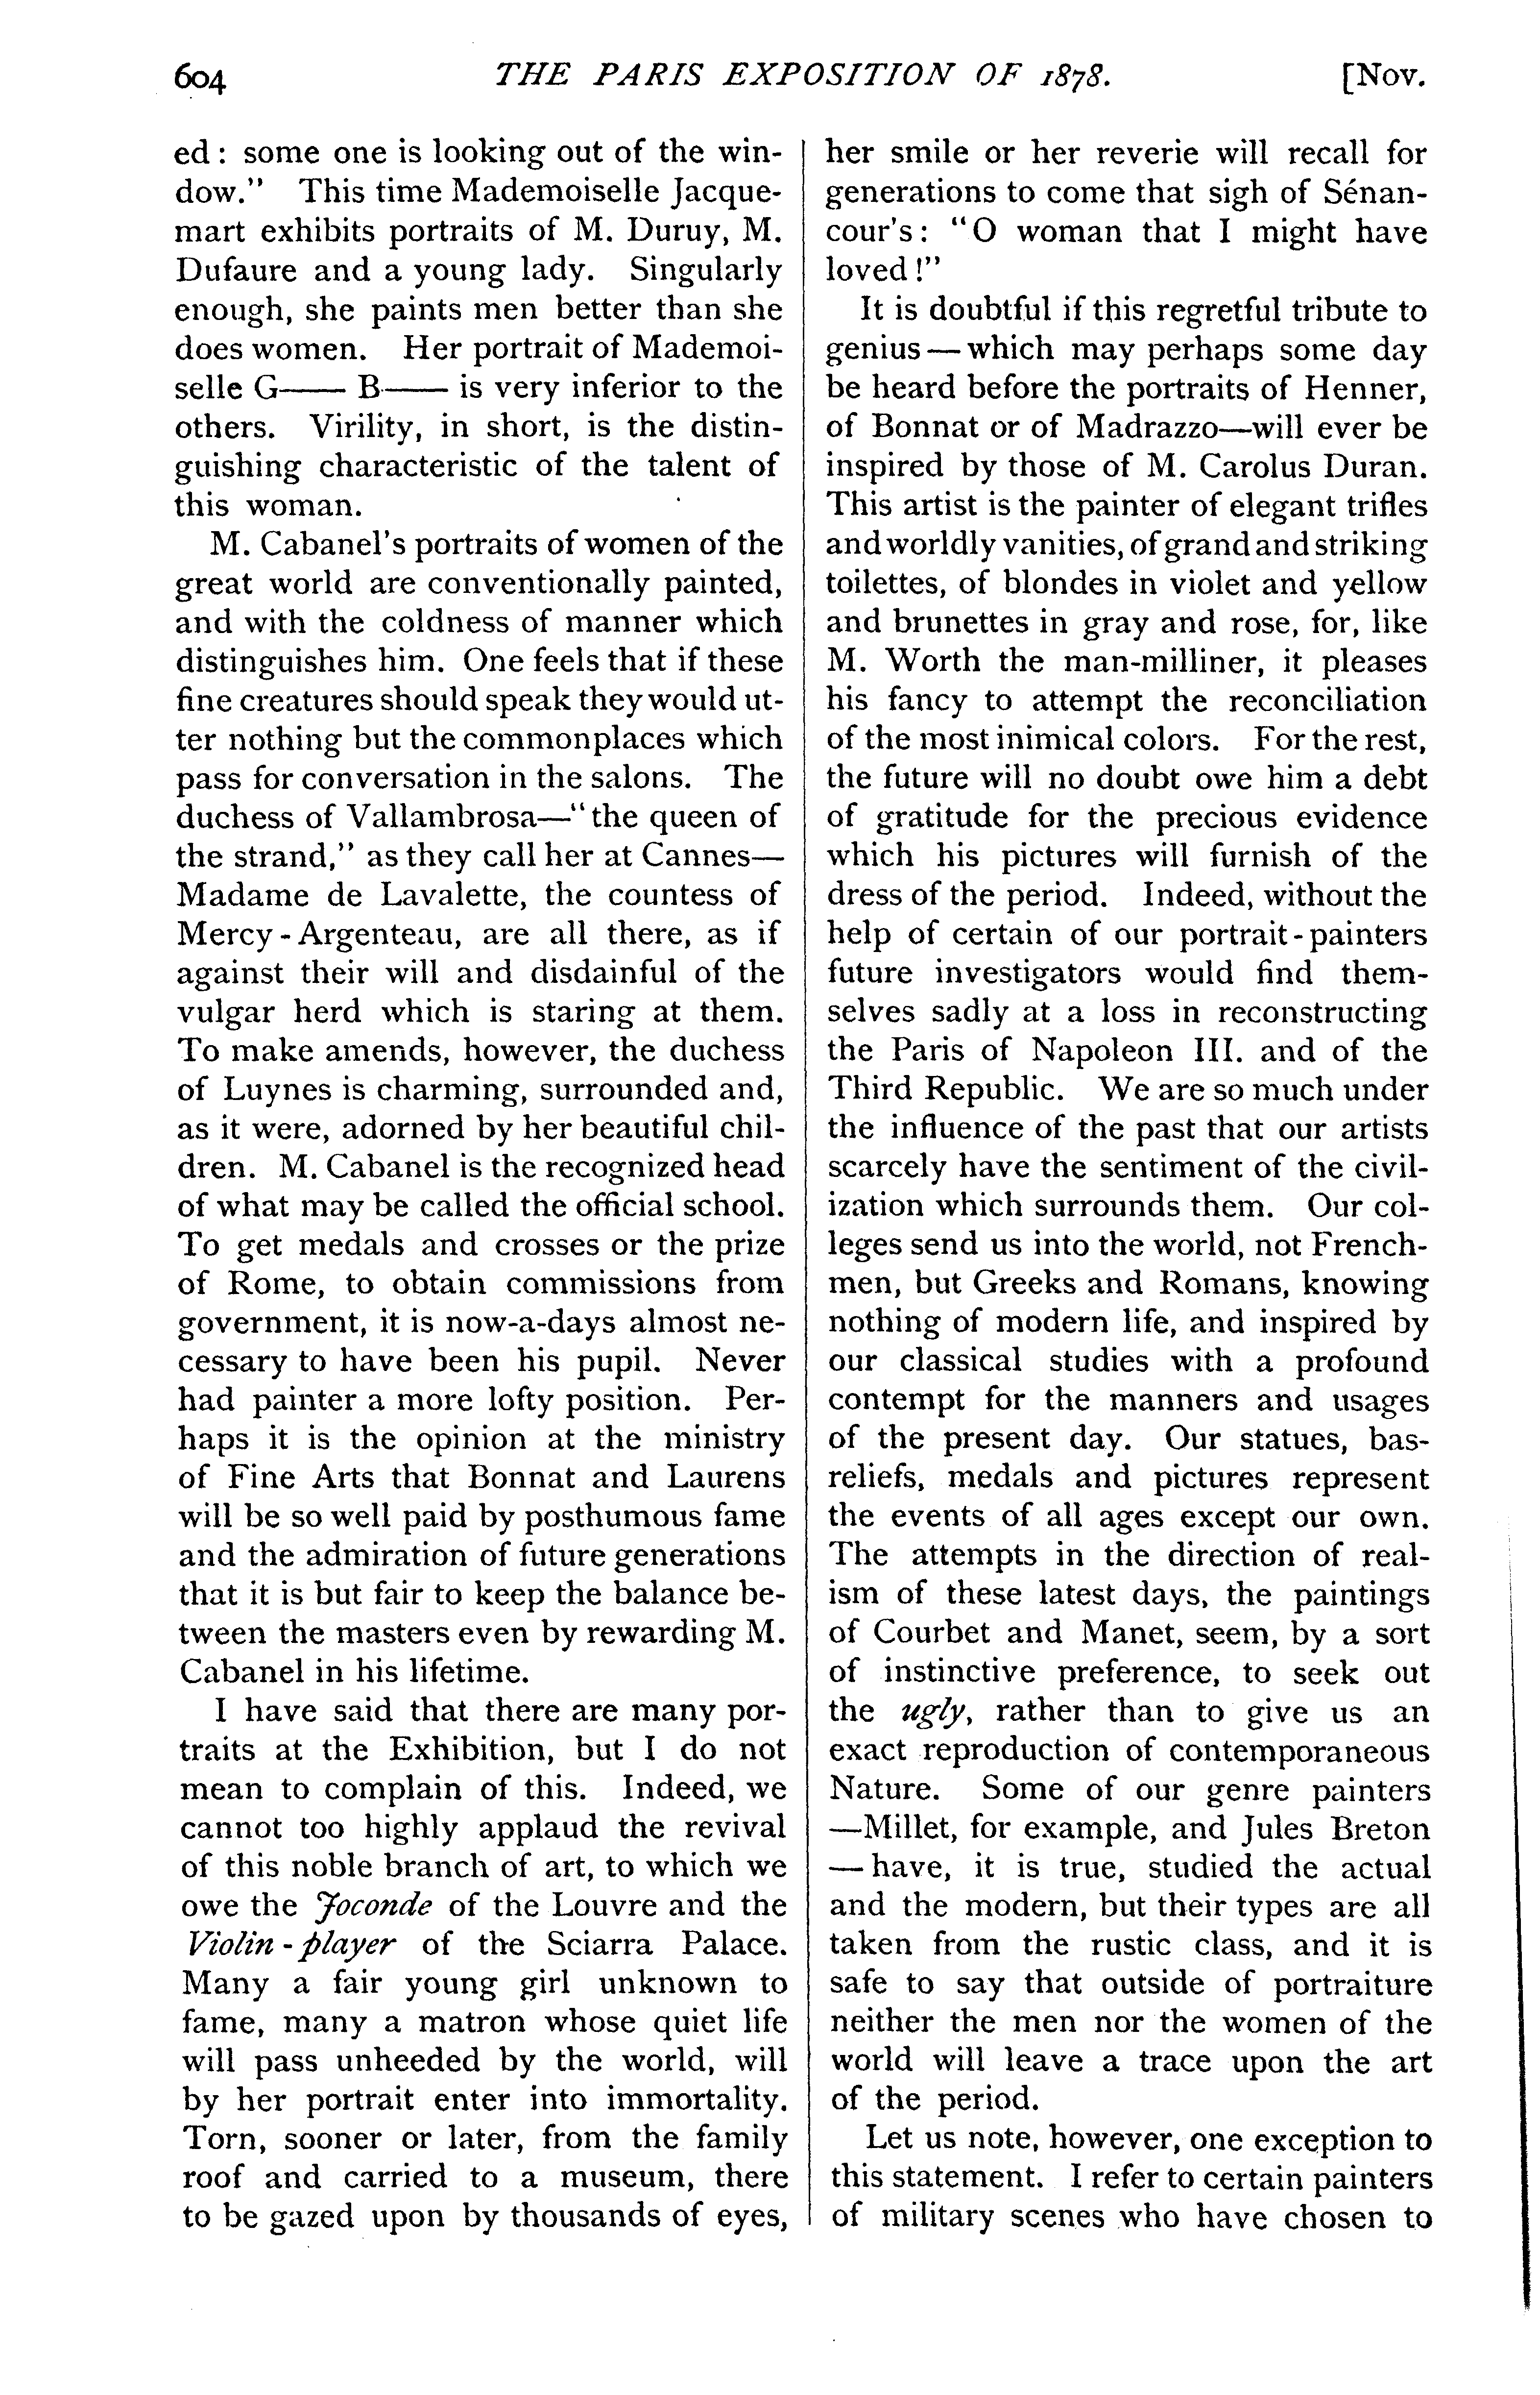 604 THE PARIS EXPOSITION OF 1878. [Nov.
ed: some one is looking out of the win-
dow." This time Mademoiselle Jacque-
mart exhibits portraits of M. Duruy, M.
Dufaure and a young lady. Singularly
enough, she paints men better than she
does women. Her portrait of Mademoi-
selle G—— B—— is very inferior to the
others. Virility, in short, is the distin-
guishing characteristic of the talent of
this woman.
M. Cabanel's portraits of women of the
great world are conventionally painted,
and with the coldness of manner which
distinguishes him. One feels that if these
fine creatures should speak they would ut-
ter nothing but the commonplaces which
pass for conversation in the salons. The
duchess of Vallambrosa—"the queen of
the strand," as they call her at Cannes—
Madame de Lavalette, the countess of
Mercy-Argenteau, are all there, as if
against their will and disdainful of the
vulgar herd which is staring at them.
To make amends, however, the duchess
of Luynes is charming, surrounded and,
as it were, adorned by her beautiful chil-
dren. M. Cabanel is the recognized head
of what may be called the official school.
To get medals and crosses or the prize
of Rome, to obtain commissions from
government, it is now-a-days almost ne-
cessary to have been his pupil. Never
had painter a more lofty position. Per-
haps it is the opinion at the ministry
of Fine Arts that Bonnat and Laurens
will be so well paid by posthumous fame
and the admiration of future generations
that it is but fair to keep the balance be-
tween the masters even by rewarding M.
Cabanel in his lifetime.
I have said that there are many por-
traits at the Exhibition, but I do not
mean to complain of this. Indeed, we
cannot too highly applaud the revival
of this noble branch of art, to which we
owe the Joconde of the Louvre and the
Violin-player of the Sciarra Palace.
Many a fair young girl unknown to
fame, many a matron whose quiet life
will pass unheeded by the world, will
by her portrait enter into immortality.
Torn, sooner or later, from the family
roof and carried to a museum, there
to be gazed upon by thousands of eyes,
her smile or her reverie will recall for
generations to come that sigh of Sénan-
cour's: "O woman that I might have
loved!"
It is doubtful if this regretful tribute to
genius—which may perhaps some day
be heard before the portraits of Henner,
of Bonnat or of Madrazzo—will ever be
inspired by those of M. Carolus Duran.
This artist is the painter of elegant trifles
and worldly vanities, of grand and striking
toilettes, of blondes in violet and yellow
and brunettes in gray and rose, for, like
M. Worth the man-milliner, it pleases
his fancy to attempt the reconciliation
of the most inimical colors. For the rest,
the future will no doubt owe him a debt
of gratitude for the precious evidence
which his pictures will furnish of the
dress of the period. Indeed, without the
help of certain of our portrait-painters
future investigators would find them-
selves sadly at a loss in reconstructing
the Paris of Napoleon III. and of the
Third Republic. We are so much under
the influence of the past that our artists
scarcely have the sentiment of the civil-
ization which surrounds them. Our col-
leges send us into the world, not French-
men, but Greeks and Romans, knowing
nothing of modern life, and inspired by
our classical studies with a profound
contempt for the manners and usages
of the present day. Our statues, bas-
reliefs, medals and pictures represent
the events of all ages except our own.
The attempts in the direction of real-
ism of these latest days, the paintings
of Courbet and Manet, seem, by a sort
of instinctive preference, to seek out
the ugly, rather than to give us an
exact reproduction of contemporaneous
Nature. Some of our genre painters
—Millet, for example, and Jules Breton
—have, it is true, studied the actual
and the modern, but their types are all
taken from the rustic class, and it is
safe to say that outside of portraiture
neither the men nor the women of the
world will leave a trace upon the art
of the period.
Let us note, however, one exception to
this statement. I refer to certain painters
of military scenes who have chosen to